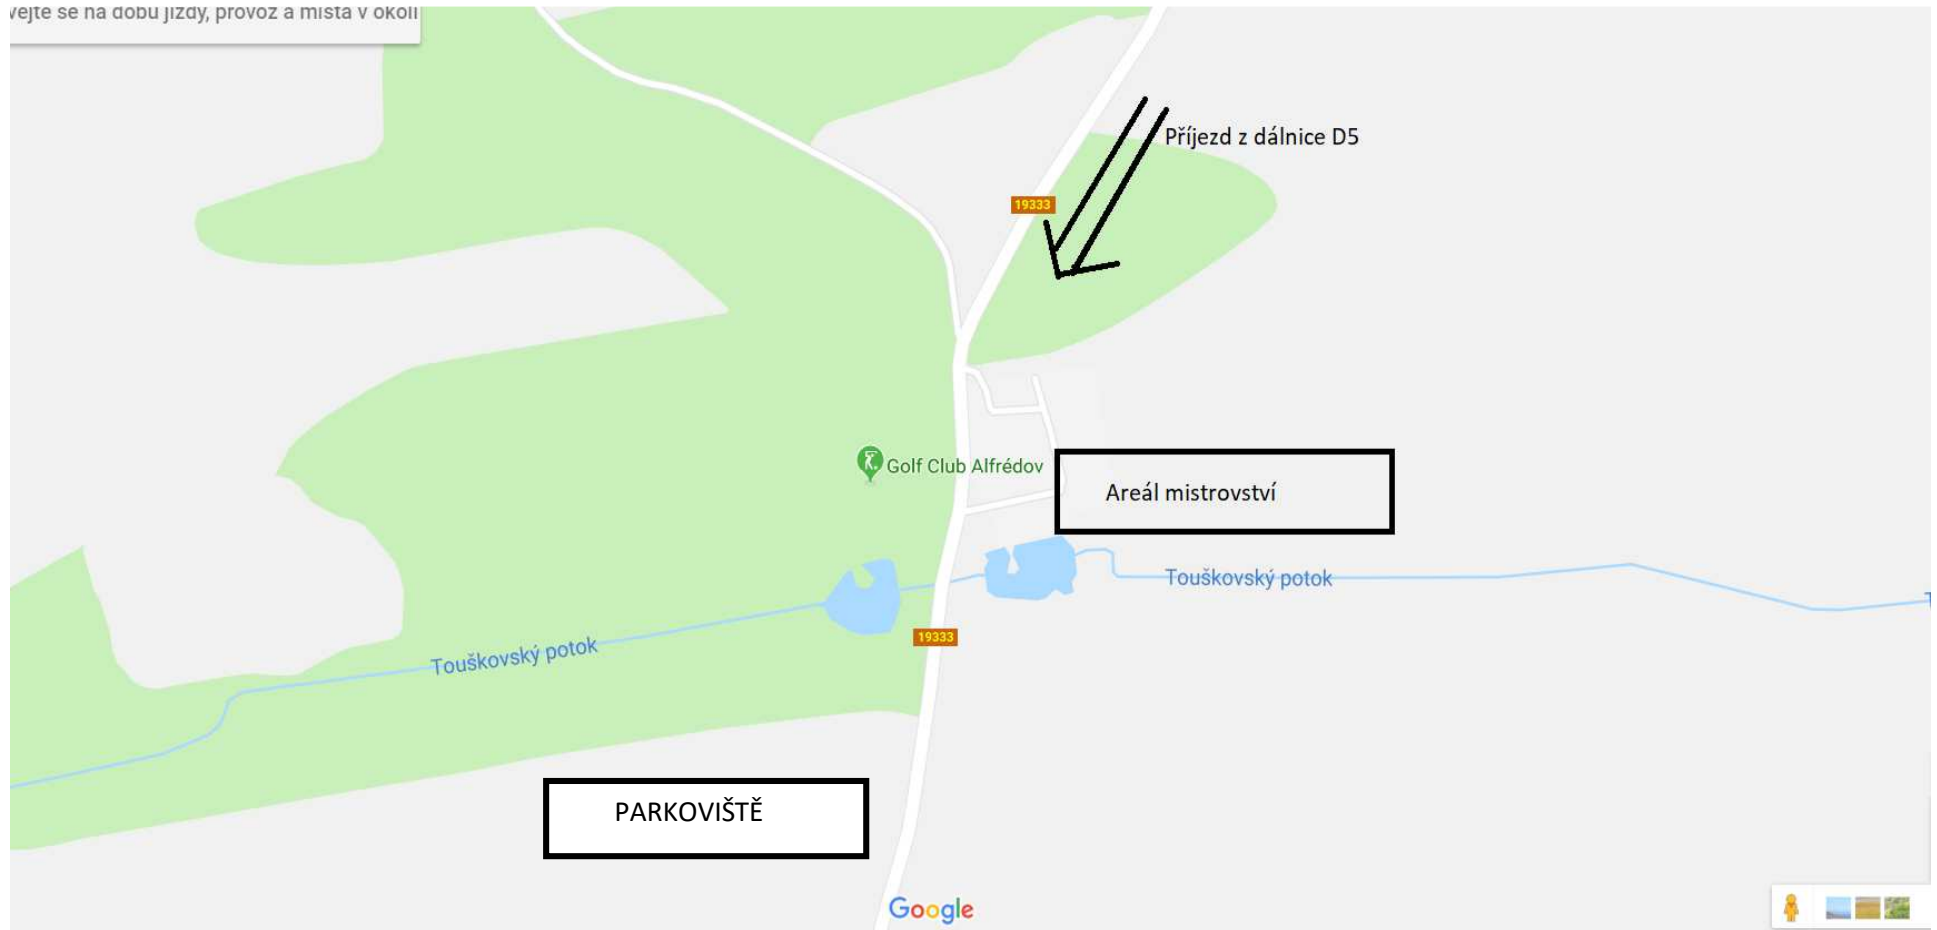 vejte se na dobu jízdy, provoz a místa v okolí
Příjezd z dálnice D5
19333
Golf Club Alfrédov
Areál mistrovství
Touškovský potok
19333
Touškovský potok
PARKOVIŠTĚ
Google